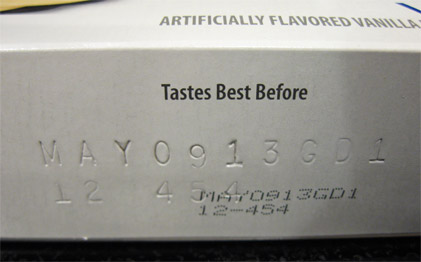 ARTIFICIALLY FLAVORED VANILLA
Tastes Best Before
MAY0913GD1
12 454
MAY0913GD1
12-454